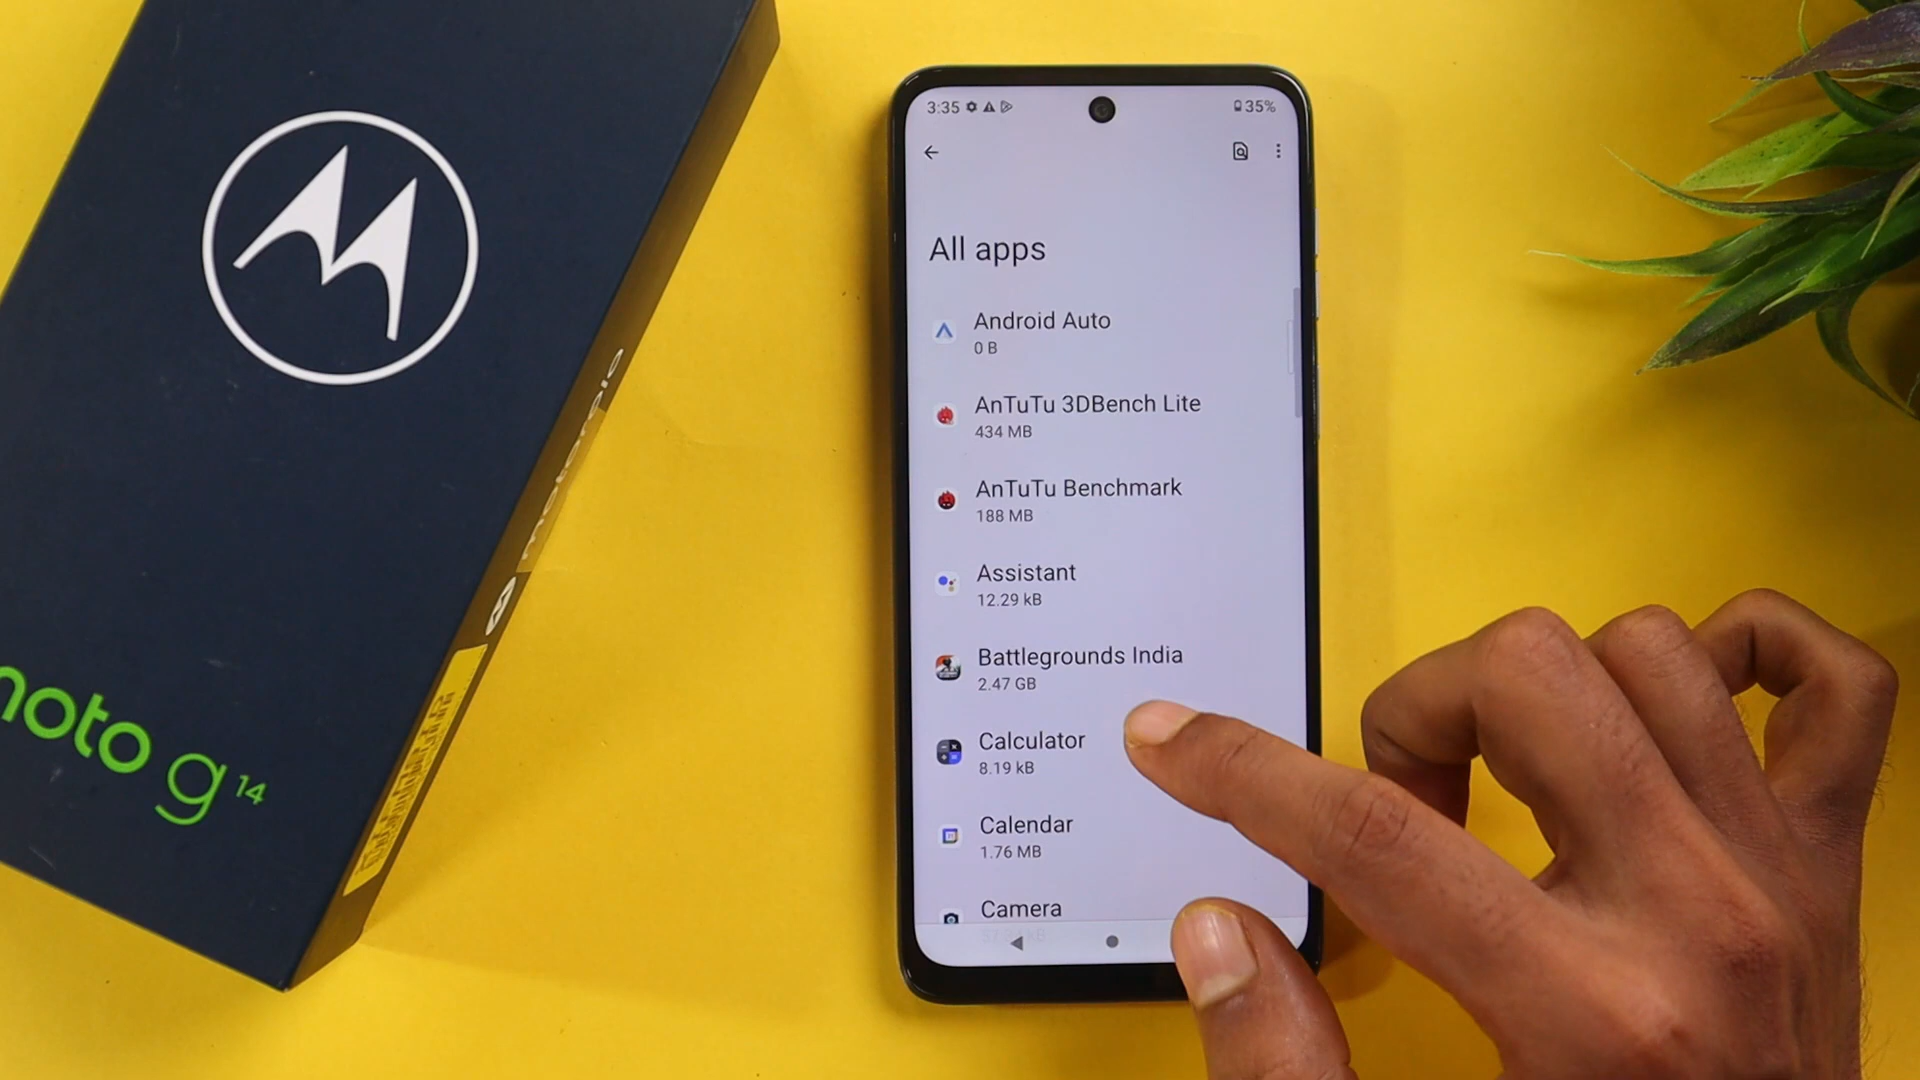 motorola
moto g14
3:35
35%
All apps
Android Auto
0 B
AnTuTu 3DBench Lite
434 MB
AnTuTu Benchmark
188 MB
Assistant
12.29 kB
Battlegrounds India
2.47 GB
Calculator
8.19 kB
Calendar
1.76 MB
Camera